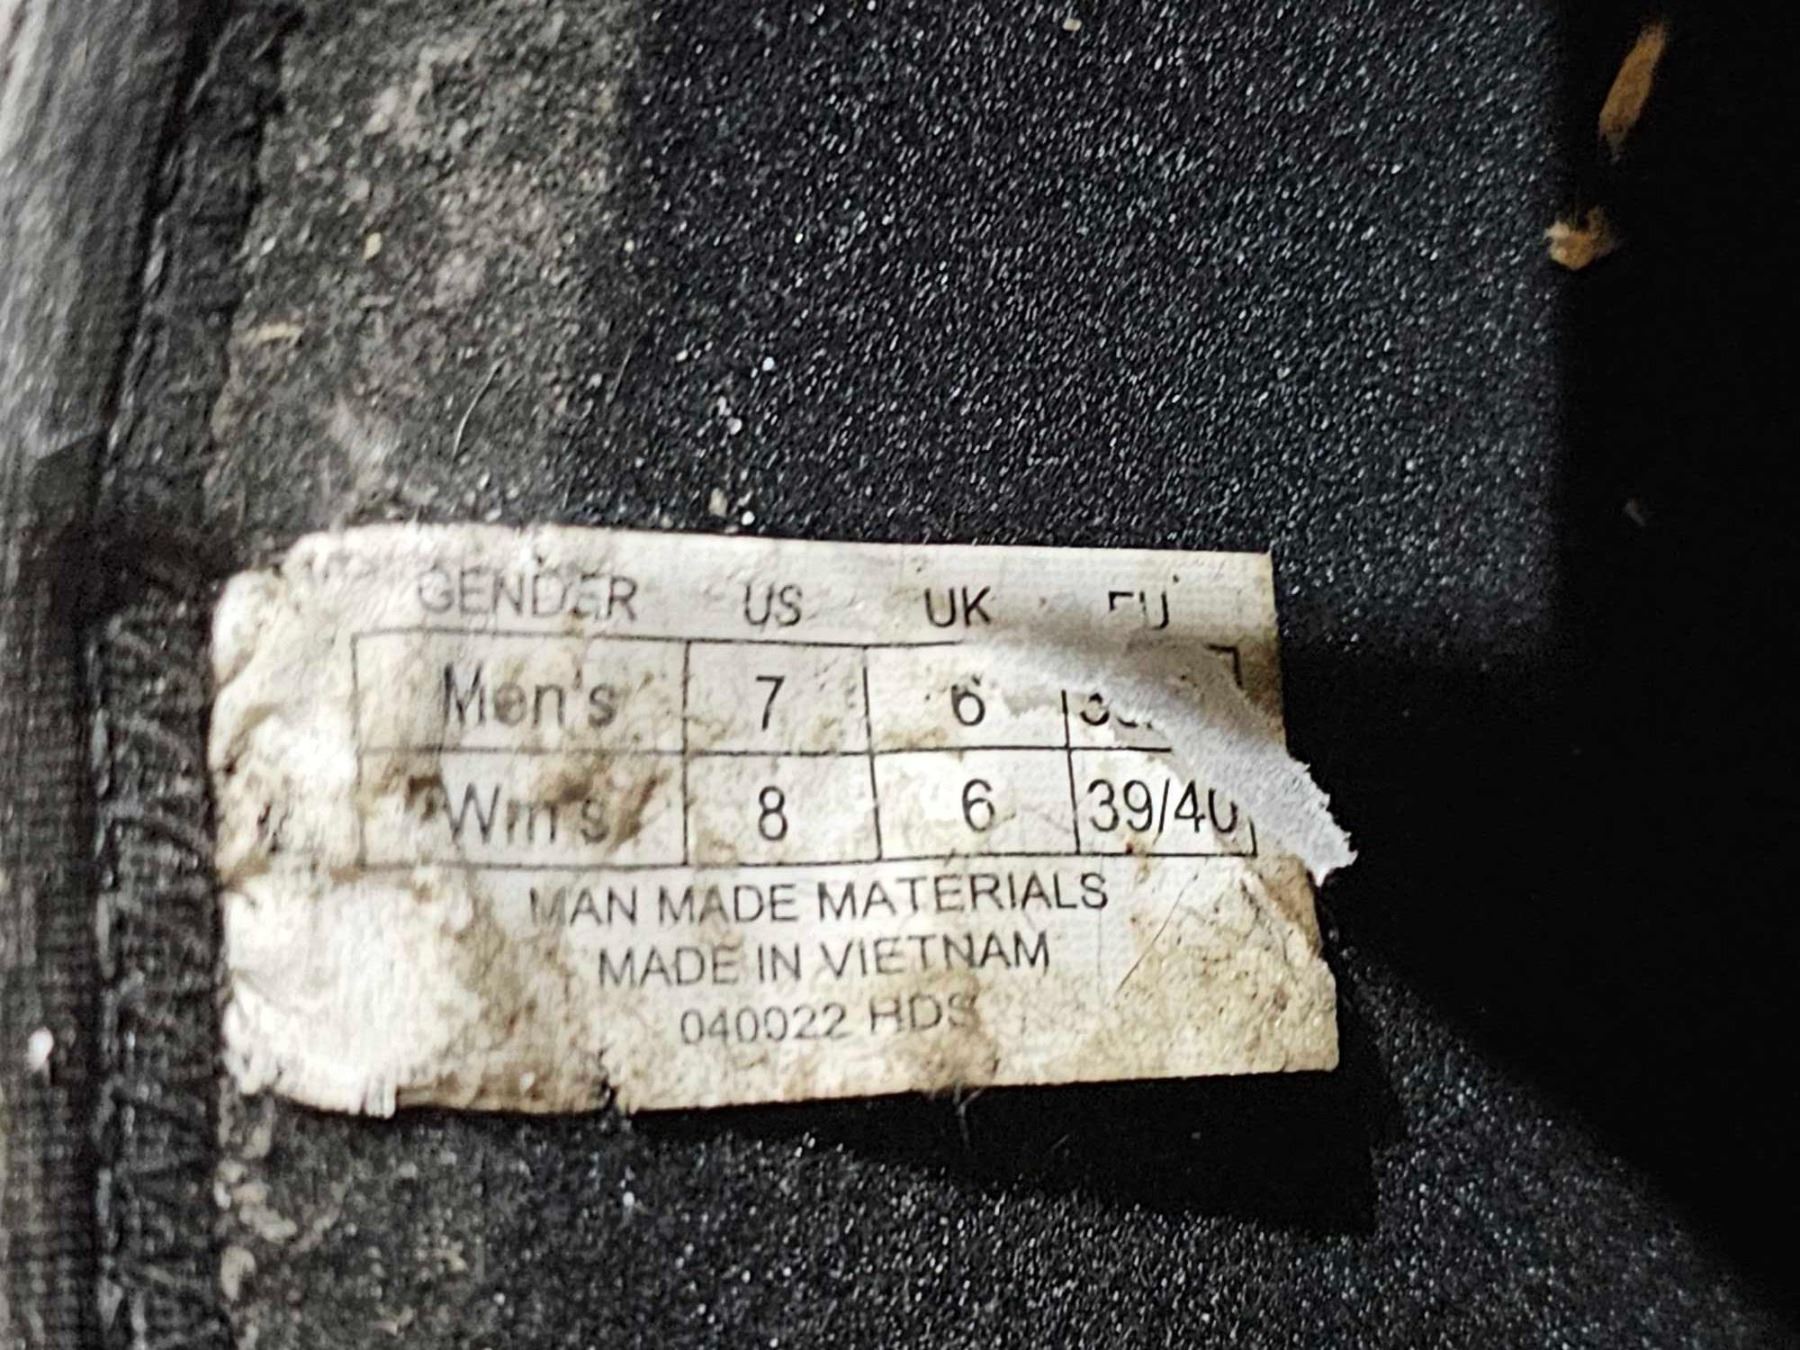 GENDER US UK EU
Men's 7 6
Wm's 8 6 39/40
MAN MADE MATERIALS
MADE IN VIETNAM
040022 HDS